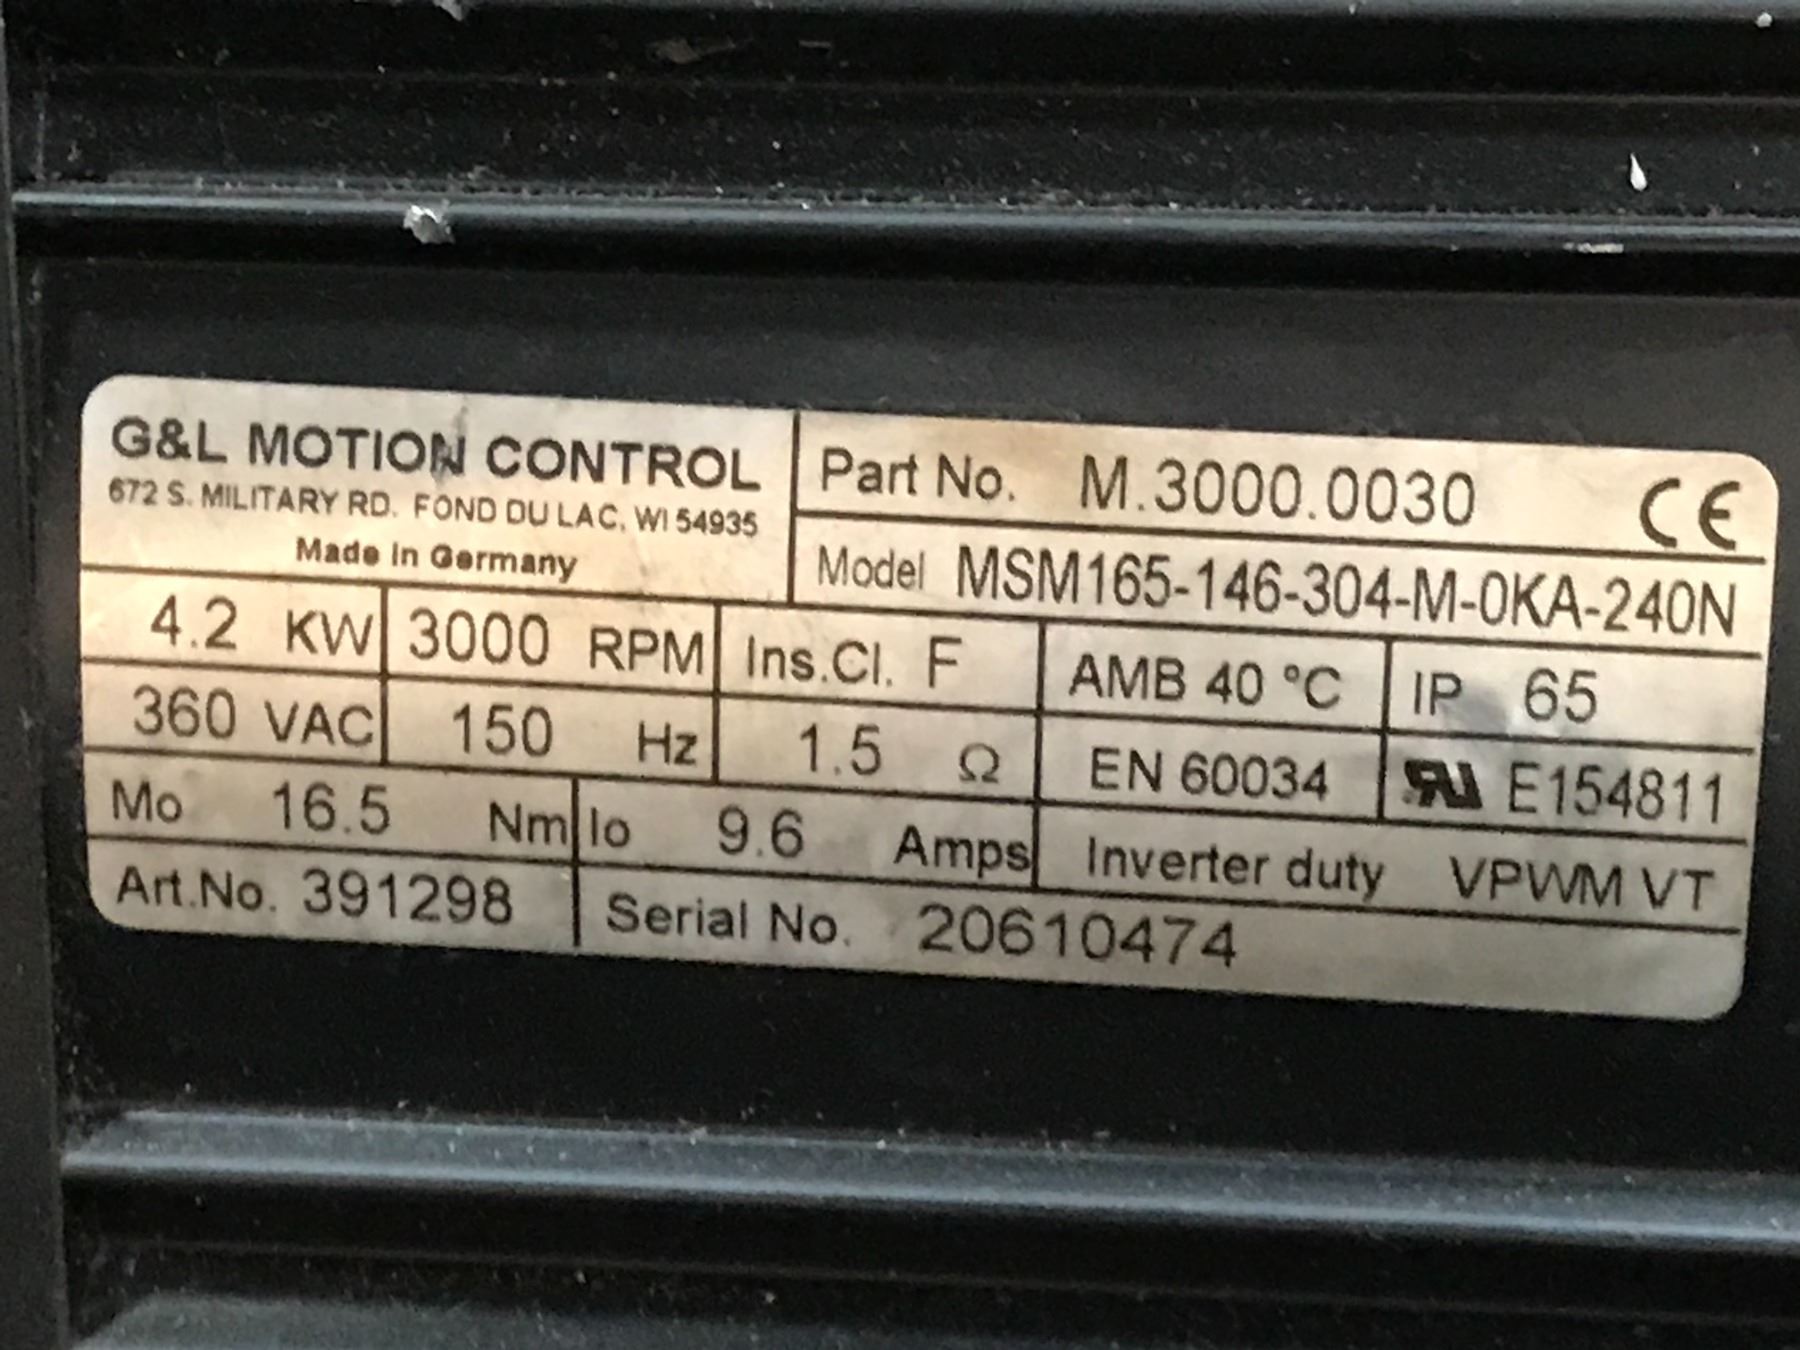 G&L MOTION CONTROL
672 S. MILITARY RD. FOND DU LAC, WI 54935
Made In Germany
Part No. M.3000.0030 CE
Model MSM165-146-304-M-0KA-240N
4.2 KW 3000 RPM Ins.Cl. F AMB 40 °C IP 65
360 VAC 150 Hz 1.5 Ω EN 60034 RU E154811
Mo 16.5 Nm Io 9.6 Amps Inverter duty VPWM VT
Art.No. 391298 Serial No. 20610474